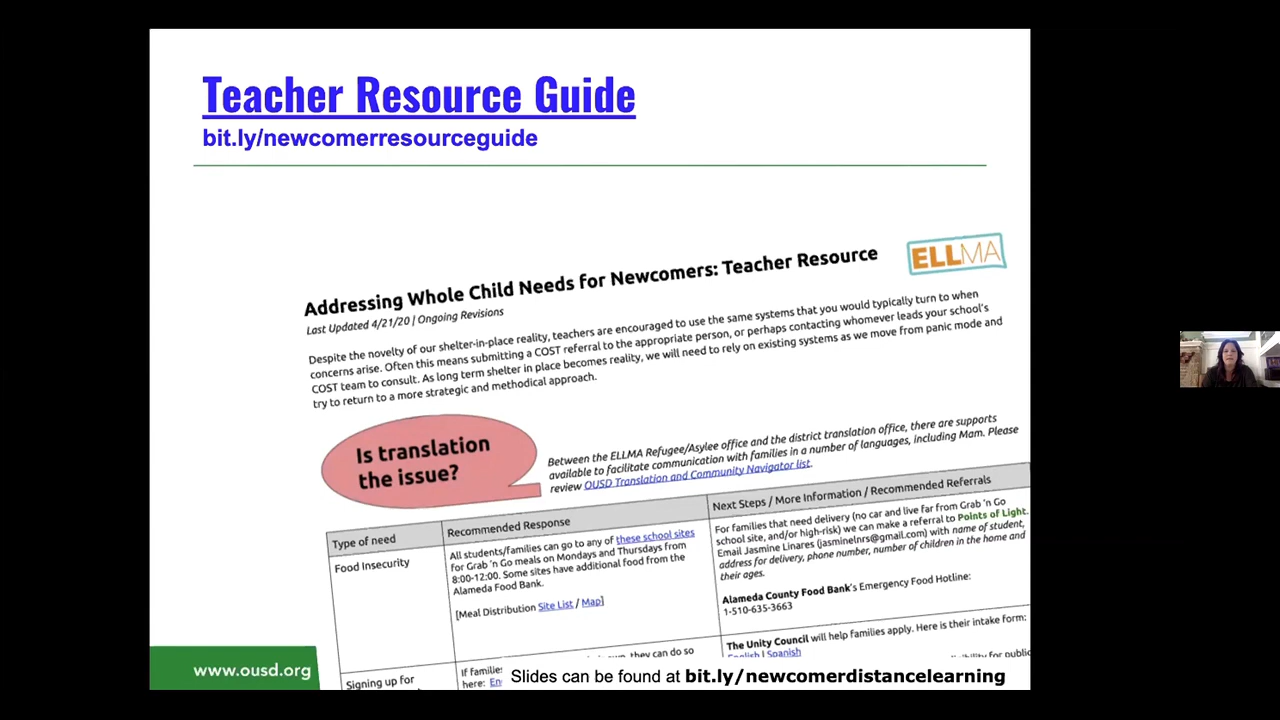 Teacher Resource Guide
bit.ly/newcomerresourceguide
ELLMA
Addressing Whole Child Needs for Newcomers: Teacher Resource
Last Updated 4/21/20 | Ongoing Revisions
Despite the novelty of our shelter-in-place reality, teachers are encouraged to use the same systems that you would typically turn to when
concerns arise. Often this means submitting a COST referral to the appropriate person, or perhaps contacting whomever leads your school's
COST team to consult. As long term shelter in place becomes reality, we will need to rely on existing systems as we move from panic mode and
try to return to a more strategic and methodical approach.
Is translation
the issue?
Between the ELLMA Refugee/Asylee office and the district translation office, there are supports
available to facilitate communication with families in a number of languages, including Mam. Please
review OUSD Translation and Community Navigator list.
Type of need
Recommended Response
Next Steps / More Information / Recommended Referrals
Food Insecurity
All students/families can go to any of these school sites
for Grab 'n Go meals on Mondays and Thursdays from
8:00-12:00. Some sites have additional food from the
Alameda Food Bank.
[Meal Distribution Site List / Map]
For families that need delivery (no car and live far from Grab 'n Go
school site, and/or high-risk) we can make a referral to Points of Light.
Email Jasmine Linares (jasminelnrs@gmail.com) with name of student,
address for delivery, phone number, number of children in the home and
their ages.
Alameda County Food Bank's Emergency Food Hotline:
1-510-635-3663
Signing up for
If families
here: En
they can do so
The Unity Council will help families apply. Here is their intake form:
English | Spanish
for public
www.ousd.org
Slides can be found at bit.ly/newcomerdistancelearning